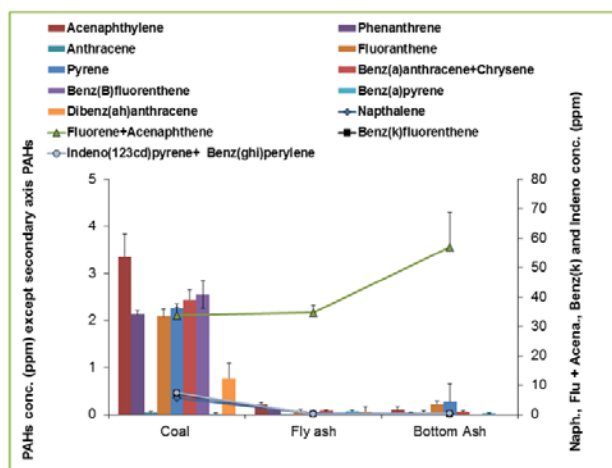 Acenaphthylene
Phenanthrene
Anthracene
Fluoranthene
Pyrene
Benz(a)anthracene+Chrysene
Benz(B)fluorenthene
Benz(a)pyrene
Dibenz(ah)anthracene
Napthalene
Fluorene+Acenaphthene
Benz(k)fluorenthene
Indeno(123cd)pyrene+ Benz(ghi)perylene
PAHs conc. (ppm) except secondary axis PAHs
5
4
3
2
1
0
80
70
60
50
40
30
20
10
0
Naph., Flu + Acena., Benz(k) and Indeno conc. (ppm)
Coal
Fly ash
Bottom Ash